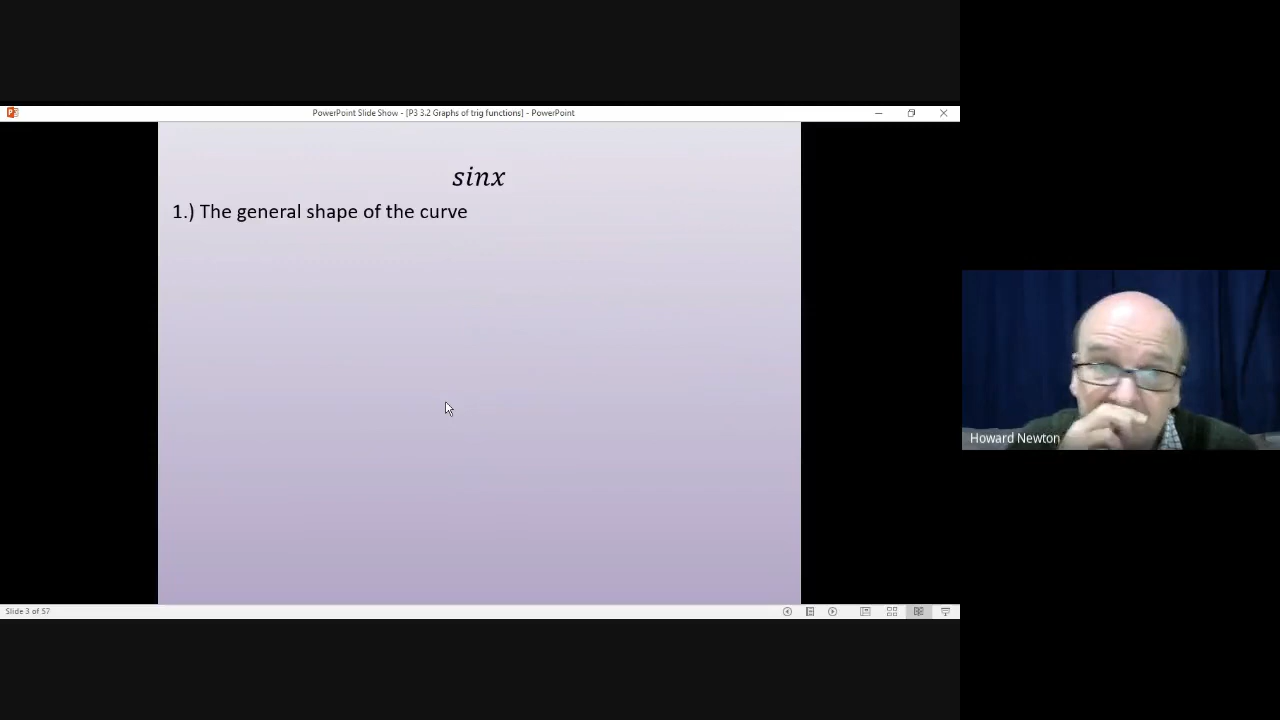 PowerPoint Slide Show - [P3 3.2 Graphs of trig functions] - PowerPoint
sinx
1.) The general shape of the curve
Howard Newton
Slide 3 of 57